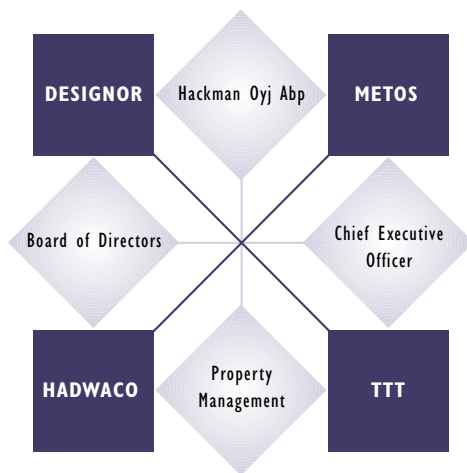 DESIGNOR
Hackman Oyj Abp
METOS
Board of Directors
Chief Executive
Officer
HADWACO
Property
Management
TTT